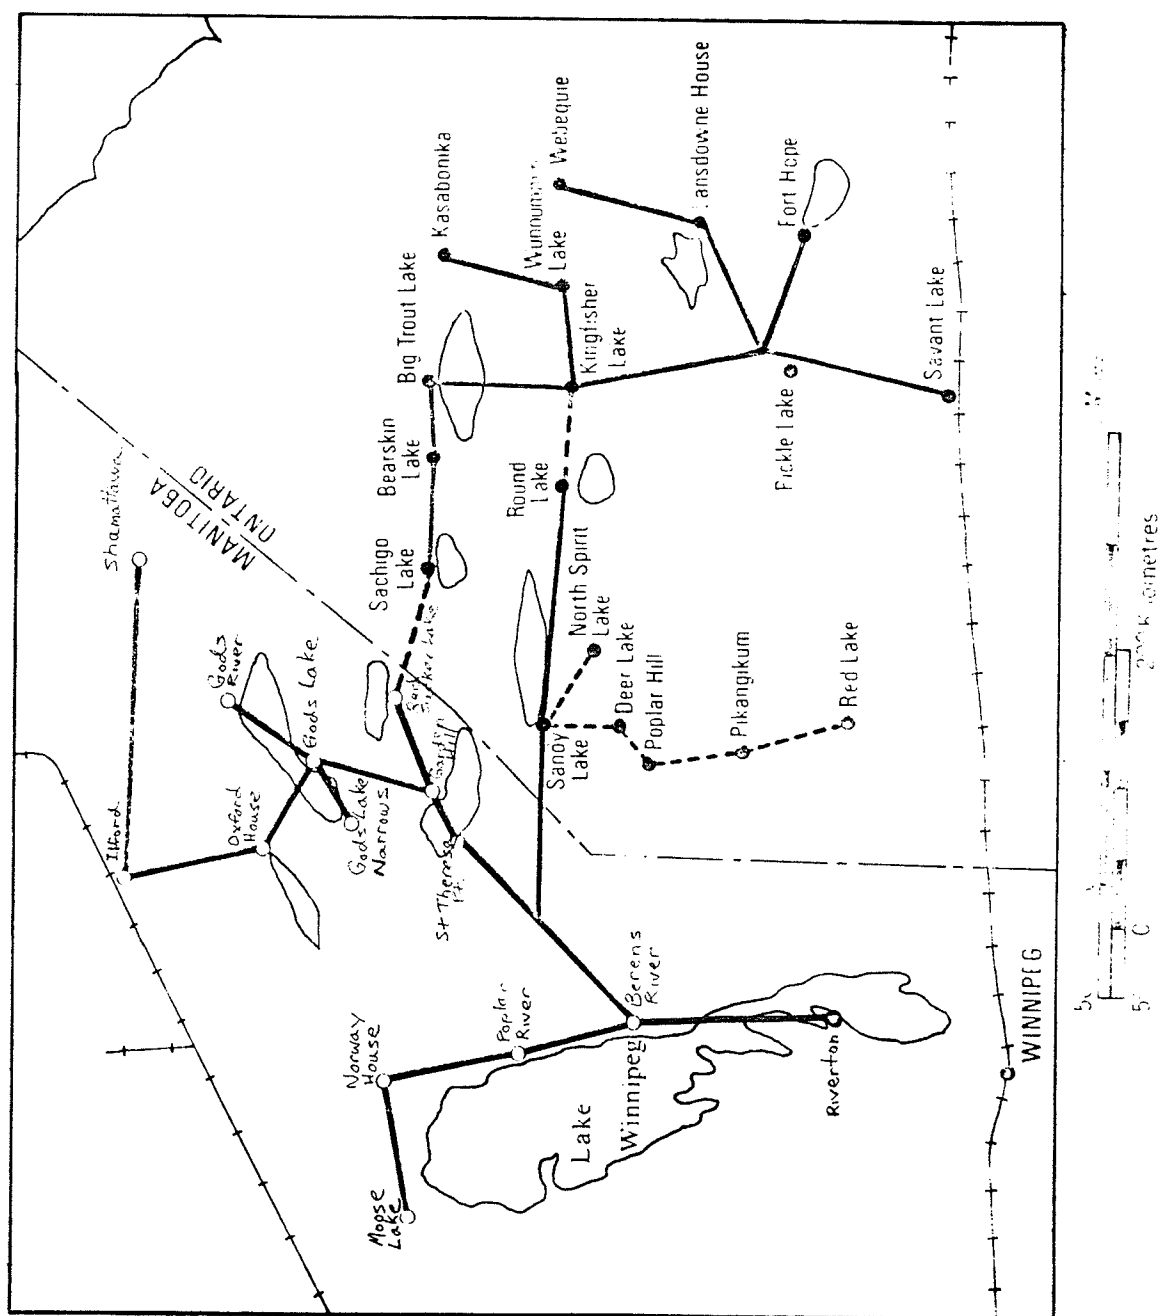 Shamattawa
MANITOBA
ONTARIO
Ilford
Gods
River
Oxford
House
Gods Lake
Gods Lake
Narrows
St Theresa
Pt.
Norway
House
Moose
Lake
Poplar
River
Berens
River
Lake
Winnipeg
Riverton
WINNIPEG
Sachigo
Lake
Bearskin
Lake
Big Trout Lake
Kasabonika
Lake
Webequie
Kingfisher
Lake
Round
Lake
Sandy
Lake
North Spirit
Lake
Deer Lake
Poplar Hill
Pikangikum
Red Lake
Lansdowne House
Fort Hope
Pickle Lake
Savant Lake